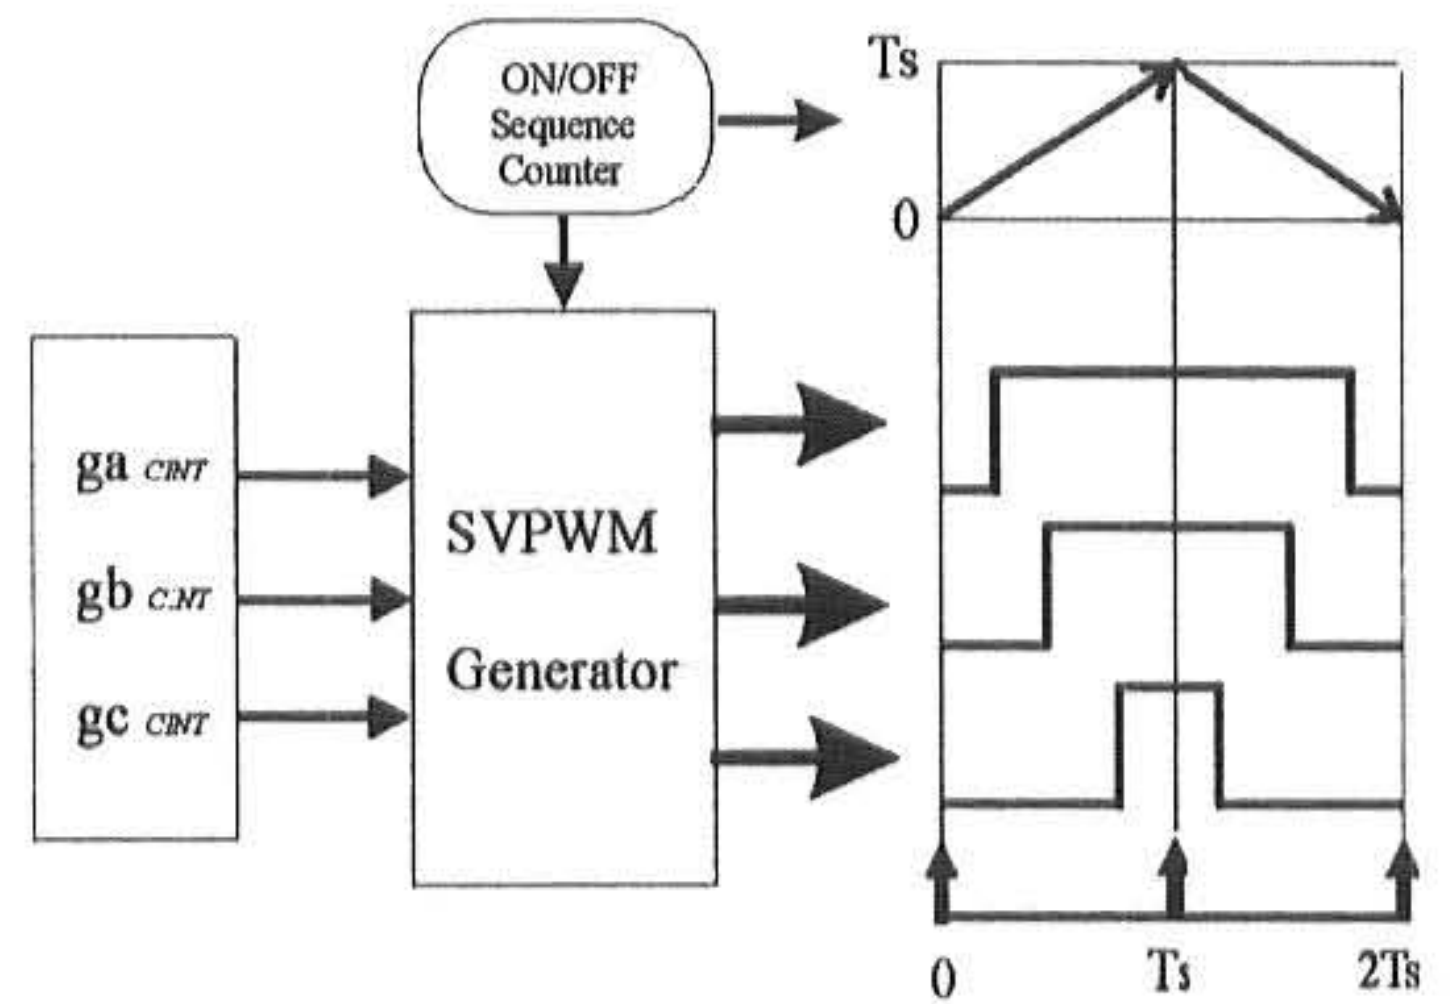 ON/OFF
Sequence
Counter
Ts
0
ga CINT
gb C.NT
gc CINT
SVPWM
Generator
0
Ts
2Ts